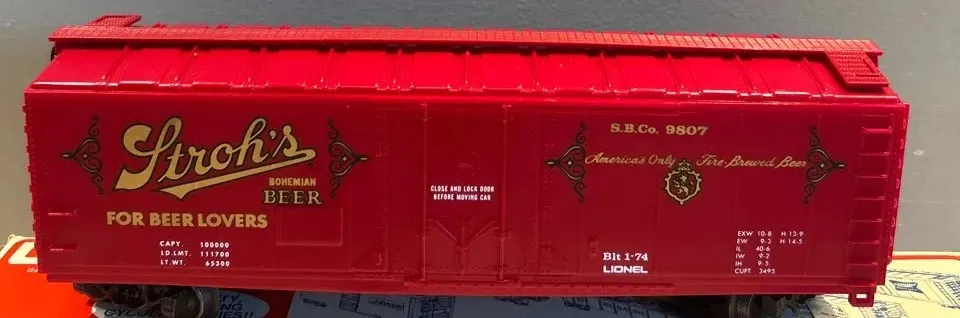 Stroh's
BOHEMIAN
BEER
FOR BEER LOVERS
CAPY. 100000
LD.LMT. 111700
LT.WT. 65300
CLOSE AND LOCK DOOR
BEFORE MOVING CAR
S.B.Co. 9807
America's Only Fire-Brewed Beer
Blt 1-74
LIONEL
EXW 10-8 H 13-9
EW 9-3 H 14-5
IL 40-6
IW 9-2
IH 9-5
CUFT. 3495